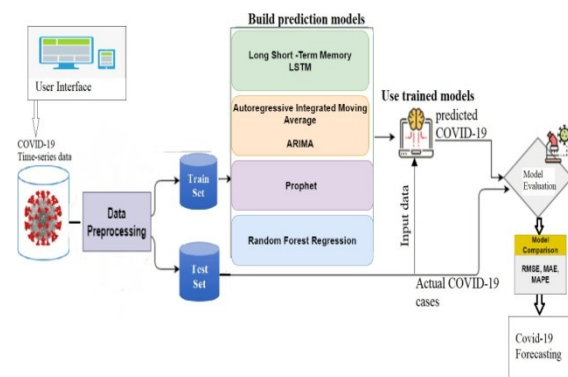 Build prediction models
User Interface
Long Short -Term Memory
LSTM
Autoregressive Integrated Moving
Average
ARIMA
Prophet
Random Forest Regression
COVID-19
Time-series data
Data
Preprocessing
Train
Set
Test
Set
Use trained models
predicted
COVID-19
Input data
Actual COVID-19
cases
Model
Evaluation
Model
Comparison
RMSE, MAE,
MAPE
Covid-19
Forecasting